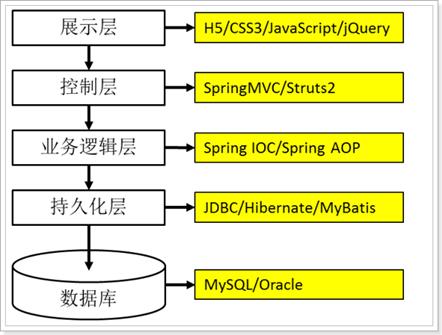 展示层
H5/CSS3/JavaScript/jQuery
控制层
SpringMVC/Struts2
业务逻辑层
Spring IOC/Spring AOP
持久化层
JDBC/Hibernate/MyBatis
数据库
MySQL/Oracle